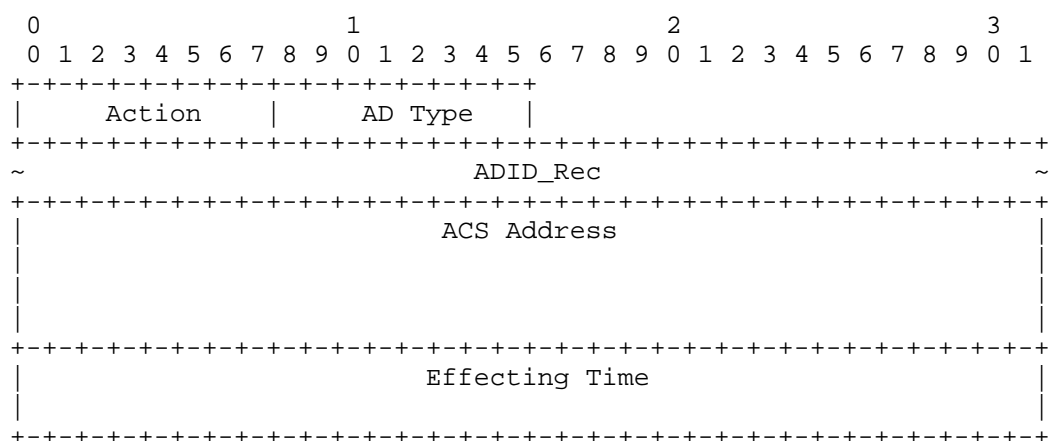 0                   1                   2                   3
 0 1 2 3 4 5 6 7 8 9 0 1 2 3 4 5 6 7 8 9 0 1 2 3 4 5 6 7 8 9 0 1
+-+-+-+-+-+-+-+-+-+-+-+-+-+-+-+-+
|     Action    |     AD Type   |
+-+-+-+-+-+-+-+-+-+-+-+-+-+-+-+-+-+-+-+-+-+-+-+-+-+-+-+-+-+-+-+-+
~                            ADID_Rec                           ~
+-+-+-+-+-+-+-+-+-+-+-+-+-+-+-+-+-+-+-+-+-+-+-+-+-+-+-+-+-+-+-+-+
|                          ACS Address                          |
|                                                               |
|                                                               |
|                                                               |
+-+-+-+-+-+-+-+-+-+-+-+-+-+-+-+-+-+-+-+-+-+-+-+-+-+-+-+-+-+-+-+-+
|                         Effecting Time                        |
|                                                               |
+-+-+-+-+-+-+-+-+-+-+-+-+-+-+-+-+-+-+-+-+-+-+-+-+-+-+-+-+-+-+-+-+